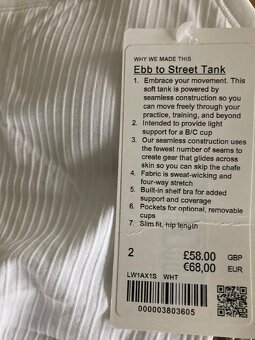 WHY WE MADE THIS
Ebb to Street Tank
1. Embrace your movement. This
soft tank is powered by
seamless construction so you
can move freely through your
practice, training, and beyond
2. Intended to provide light
support for a B/C cup
3. Our seamless construction uses
the fewest number of seams to
create gear that glides across
skin so you can skip the chafe
4. Fabric is sweat-wicking and
four-way stretch
5. Built-in shelf bra for added
support and coverage
6. Pockets for optional, removable
cups
7. Slim fit, hip length
2
£58.00 GBP
€68,00 EUR
LW1AX1S WHT
000003803605